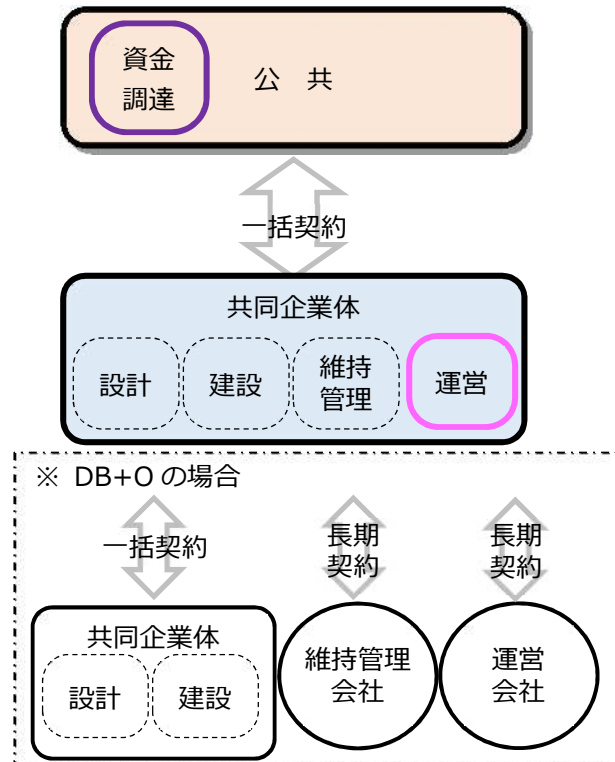 資金
調達
公 共
一括契約
共同企業体
設計
建設
維持
管理
運営
※ DB+O の場合
一括契約
長期
契約
長期
契約
共同企業体
設計
建設
維持管理
会社
運営
会社